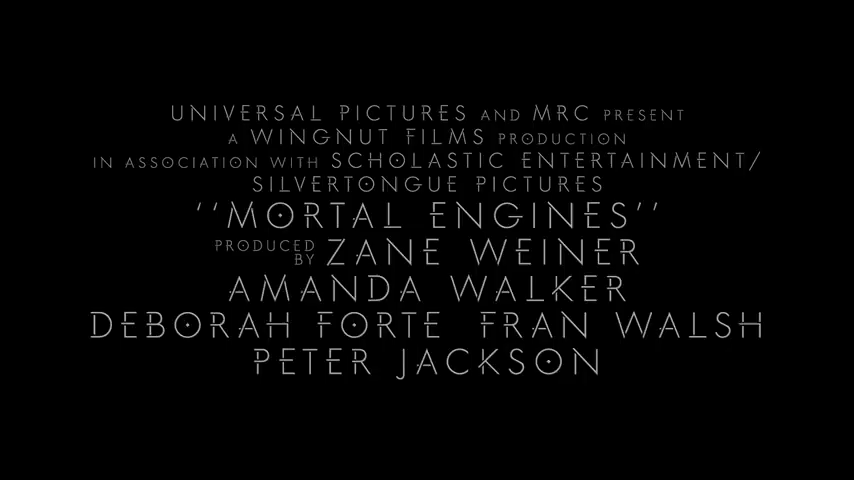 UNIVERSAL PICTURES AND MRC PRESENT
A WINGNUT FILMS PRODUCTION
IN ASSOCIATION WITH SCHOLASTIC ENTERTAINMENT/
SILVERTONGUE PICTURES
''MORTAL ENGINES''
PRODUCED BY ZANE WEINER
AMANDA WALKER
DEBORAH FORTE FRAN WALSH
PETER JACKSON